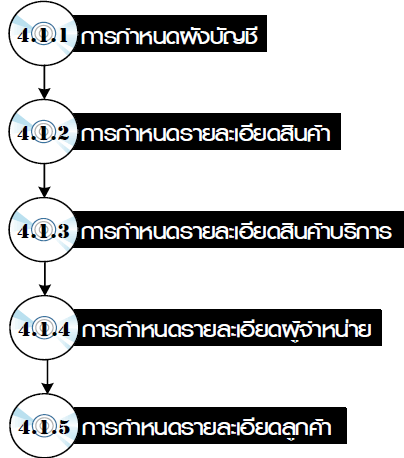 4.1.1 การกำหนดผังบัญชี
4.1.2 การกำหนดรายละเอียดสินค้า
4.1.3 การกำหนดรายละเอียดสินค้าบริการ
4.1.4 การกำหนดรายละเอียดผู้จำหน่าย
4.1.5 การกำหนดรายละเอียดลูกค้า